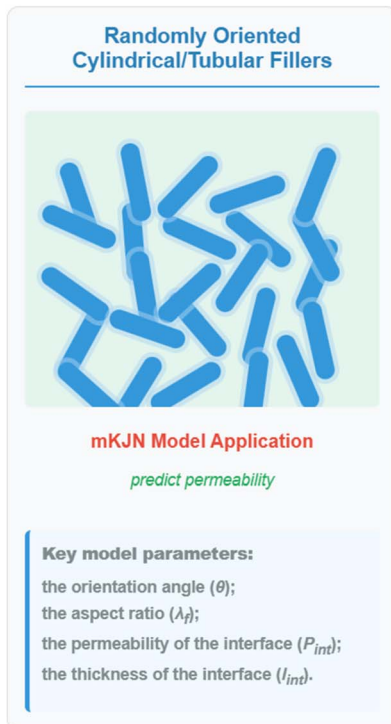 Randomly Oriented
Cylindrical/Tubular Fillers
mKJN Model Application
predict permeability
Key model parameters:
the orientation angle (θ);
the aspect ratio (λf);
the permeability of the interface (Pint);
the thickness of the interface (lint).